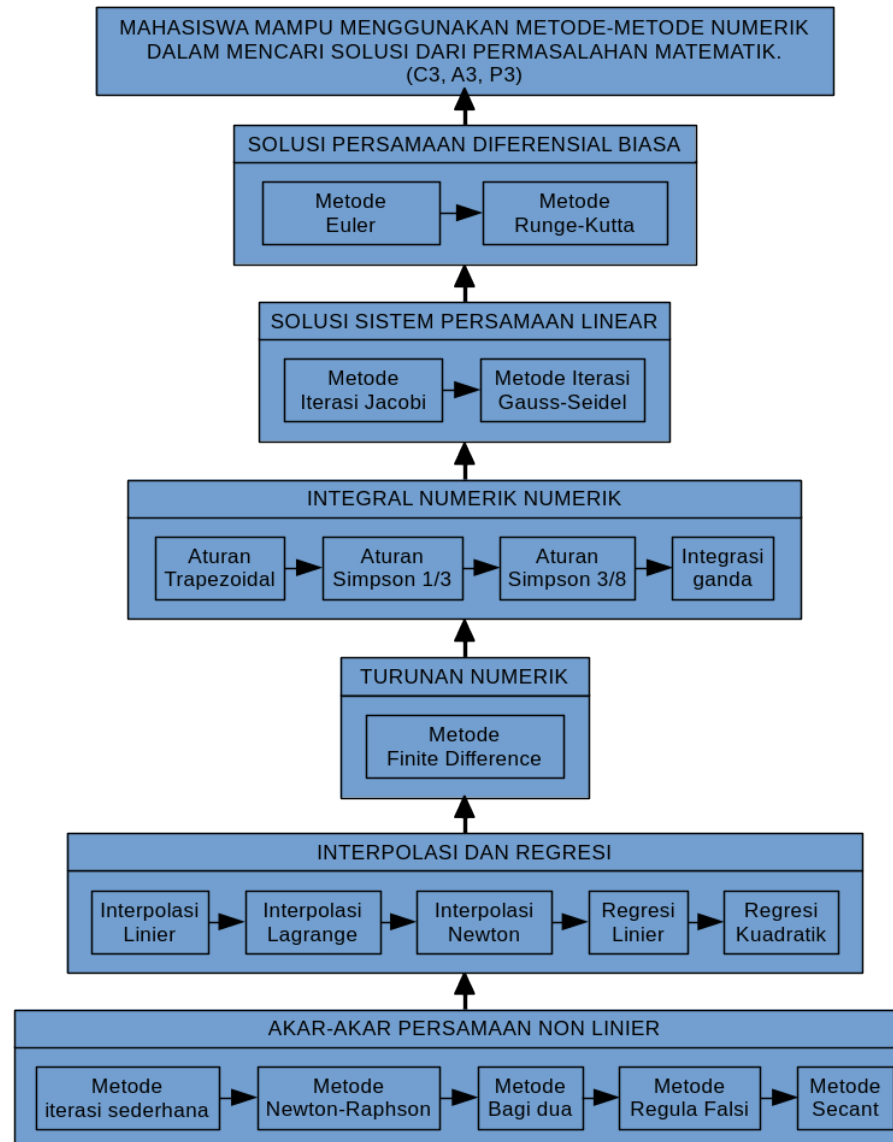 MAHASISWA MAMPU MENGGUNAKAN METODE-METODE NUMERIK
DALAM MENCARI SOLUSI DARI PERMASALAHAN MATEMATIK.
(C3, A3, P3)
SOLUSI PERSAMAAN DIFERENSIAL BIASA
Metode
Euler
Metode
Runge-Kutta
SOLUSI SISTEM PERSAMAAN LINEAR
Metode
Iterasi Jacobi
Metode Iterasi
Gauss-Seidel
INTEGRAL NUMERIK NUMERIK
Aturan
Trapezoidal
Aturan
Simpson 1/3
Aturan
Simpson 3/8
Integrasi
ganda
TURUNAN NUMERIK
Metode
Finite Difference
INTERPOLASI DAN REGRESI
Interpolasi
Linier
Interpolasi
Lagrange
Interpolasi
Newton
Regresi
Linier
Regresi
Kuadratik
AKAR-AKAR PERSAMAAN NON LINIER
Metode
iterasi sederhana
Metode
Newton-Raphson
Metode
Bagi dua
Metode
Regula Falsi
Metode
Secant